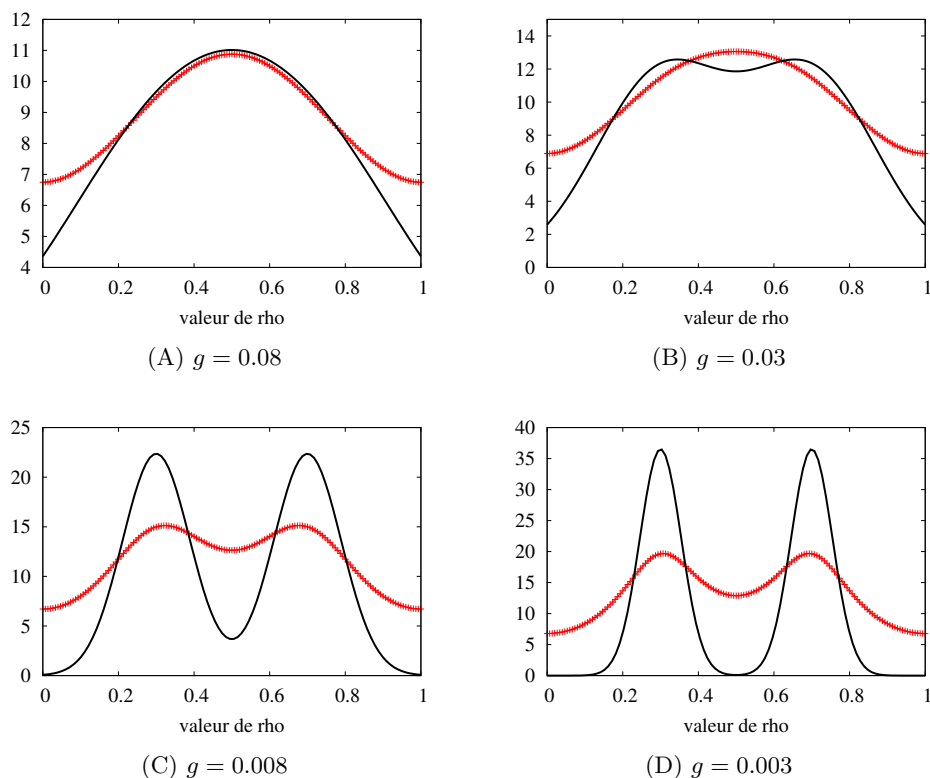 12
11
10
9
8
7
6
5
4
0 0.2 0.4 0.6 0.8 1
valeur de rho
(A) g = 0.08
14
12
10
8
6
4
2
0
0 0.2 0.4 0.6 0.8 1
valeur de rho
(B) g = 0.03
25
20
15
10
5
0
0 0.2 0.4 0.6 0.8 1
valeur de rho
(C) g = 0.008
40
35
30
25
20
15
10
5
0
0 0.2 0.4 0.6 0.8 1
valeur de rho
(D) g = 0.003